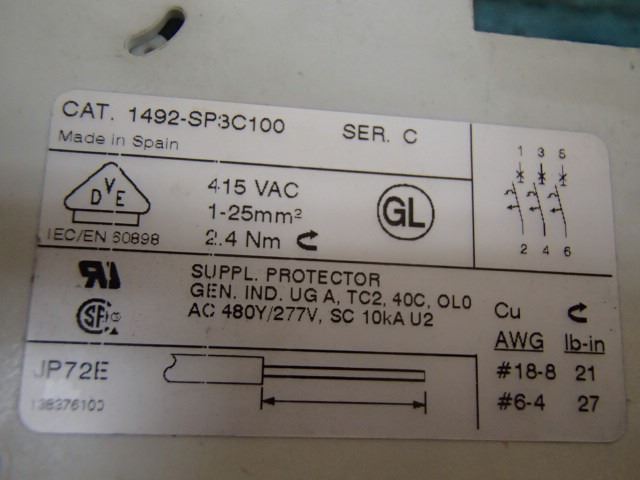 CAT. 1492-SP3C100 SER. C
Made in Spain
DVE
IEC/EN 60898
415 VAC
1-25mm²
2.4 Nm
GL
1 3 5
2 4 6
SUPPL. PROTECTOR
GEN. IND. UG A, TC2, 40C, OL0
AC 480Y/277V, SC 10kA U2
Cu
AWG lb-in
#18-8 21
#6-4 27
JP72E